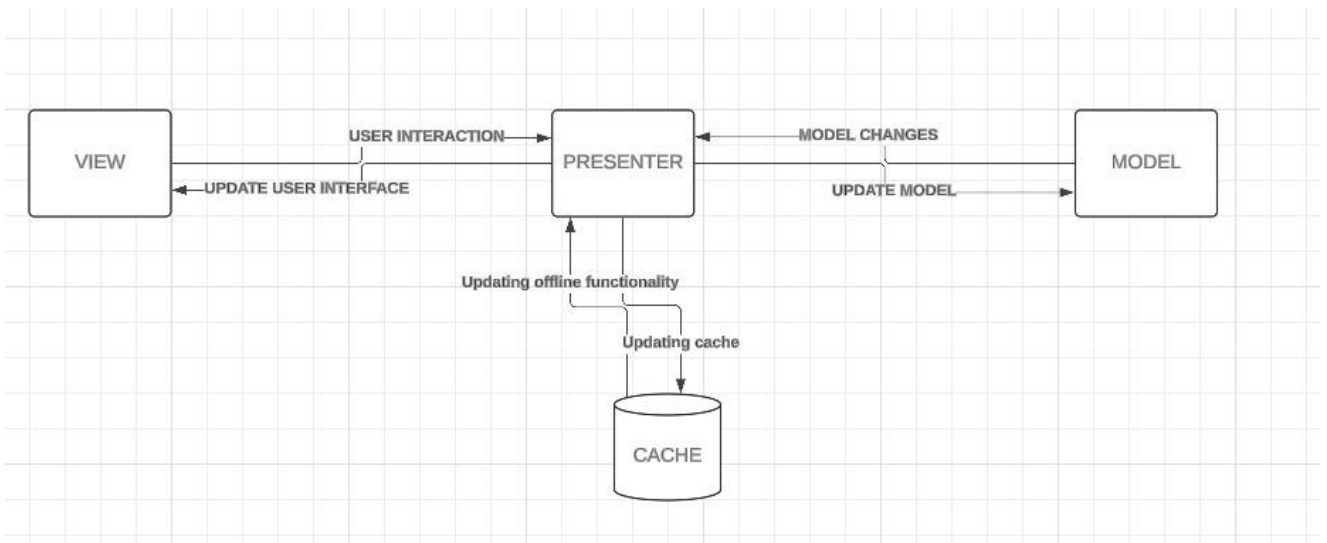 USER INTERACTION
MODEL CHANGES
VIEW
PRESENTER
MODEL
UPDATE USER INTERFACE
UPDATE MODEL
Updating offline functionality
Updating cache
CACHE